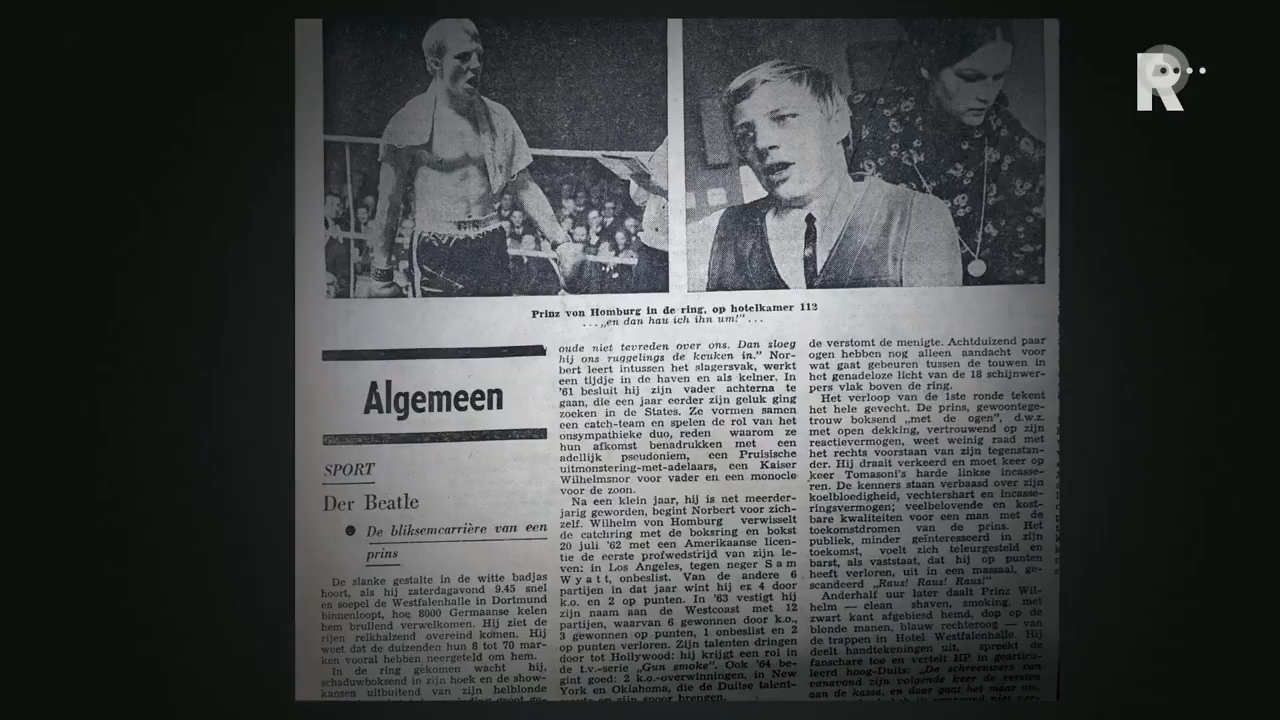 R
Prinz von Homburg in de ring, op hotelkamer 112
...„en dan hau ich ihn um!"...
Algemeen
SPORT
Der Beatle
De bliksemcarrière van een
prins
De slanke gestalte in de witte badjas
hoort, als hij zaterdagavond 9.45 snel
en soepel de Westfalenhalle in Dortmund
binnenloopt, hoe 8000 Germaanse kelen
hem brullend verwelkomen. Hij ziet de
rijen reikhalzend overeind komen. Hij
weet dat de duizenden hun 8 tot 70 mar-
ken vooral hebben neergeteld om hem.
In de ring gekomen wacht hij,
schaduwboksend in zijn hoek en de show-
kansen uitbuitend van zijn helblonde
oude niet tevreden over ons. Dan sloeg
hij ons ruggelings de keuken in." Nor-
bert leert intussen het slagersvak, werkt
een tijdje in de haven en als kelner. In
'61 besluit hij zijn vader achterna te
gaan, die een jaar eerder zijn geluk ging
zoeken in de States. Ze vormen samen
een catch-team en spelen de rol van het
onsympathieke duo, reden waarom ze
hun afkomst benadrukken met een
adellijk pseudoniem, een Pruisische
uitmonstering-met-adelaars, een Kaiser
Wilhelmsnor voor vader en een monocle
voor de zoon.
Na een klein jaar, hij is net meerder-
jarig geworden, begint Norbert voor zich-
zelf. Wilhelm von Homburg verwisselt
de catchring met de boksring en bokst
20 juli '62 met een Amerikaanse licen-
tie de eerste profwedstrijd van zijn le-
ven: in Los Angeles, tegen neger Sam
Wyatt, onbeslist. Van de andere 6
partijen in dat jaar wint hij er 4 door
k.o. en 2 op punten. In '63 vestigt hij
zijn naam aan de Westcoast met 12
partijen, waarvan 6 gewonnen door k.o.,
3 gewonnen op punten, 1 onbeslist en 2
op punten verloren. Zijn talenten dringen
door tot Hollywood: hij krijgt een rol in
de t.v.-serie „Gun smoke". Ook '64 be-
gint goed: 2 k.o.-overwinningen, in New
York en Oklahoma, die de Duitse talent-
de verstomt de menigte. Achtduizend paar
ogen hebben nog alleen aandacht voor
wat gaat gebeuren tussen de touwen in
het genadeloze licht van de 18 schijnwer-
pers vlak boven de ring.
Het verloop van de 1ste ronde tekent
het hele gevecht. De prins, gewoontege-
trouw boksend „met de ogen", d.w.z.
met open dekking, vertrouwend op zijn
reactievermogen, weet weinig raad met
het rechts voorstaan van zijn tegenstan-
der. Hij draait verkeerd en moet keer op
keer Tomasoni's harde linkse incasse-
ren. De kenners staan verbaasd over zijn
koelbloedigheid, vechtershart en incasse-
ringsvermogen; veelbelovende en kost-
bare kwaliteiten voor een man met de
toekomstdromen van de prins. Het
publiek, minder geïnteresseerd in zijn
toekomst, voelt zich teleurgesteld en
barst, als vaststaat, dat hij op punten
heeft verloren, uit in een massaal, ge-
scandeerd „Raus! Raus! Raus!"
Anderhalf uur later daalt Prinz Wil-
helm — clean shaven, smoking, met
zwart kant afgebiesd hemd, dop op de
blonde manen, blauw rechteroog — van
de trappen in Hotel Westfalenhalle. Hij
deelt handtekeningen uit, spreekt de
fanschare toe en vertelt HP in gearticu-
leerd hoog-Duits: „De schreeuwers van
vanavond zijn volgende keer de eersten
aan de kassa, en daar gaat het maar om.